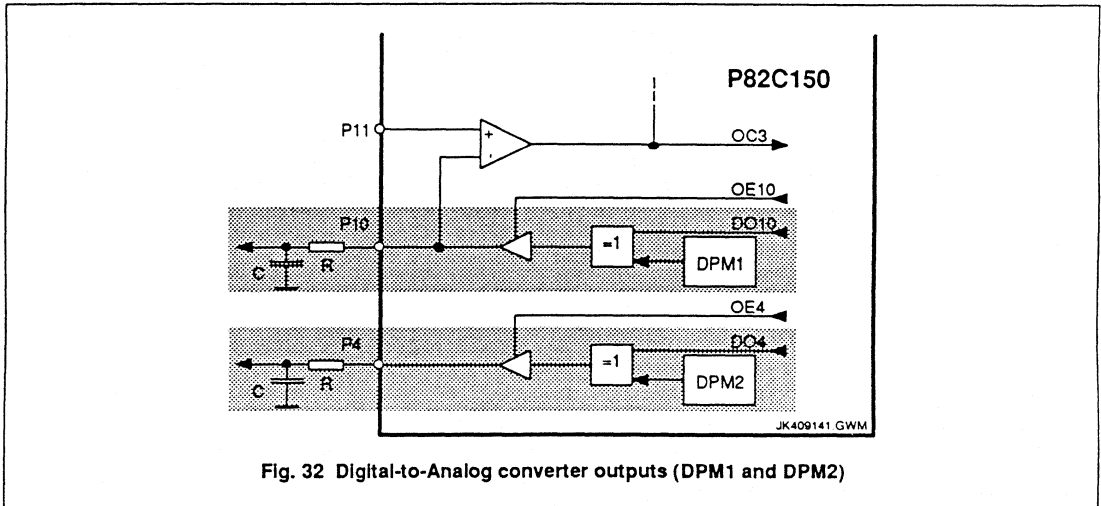 P82C150
P11
+
-
OC3
OE10
P10
DO10
=1
DPM1
C
R
OE4
P4
DO4
=1
DPM2
C
R
JK409141.GWM
Fig. 32 Digital-to-Analog converter outputs (DPM1 and DPM2)